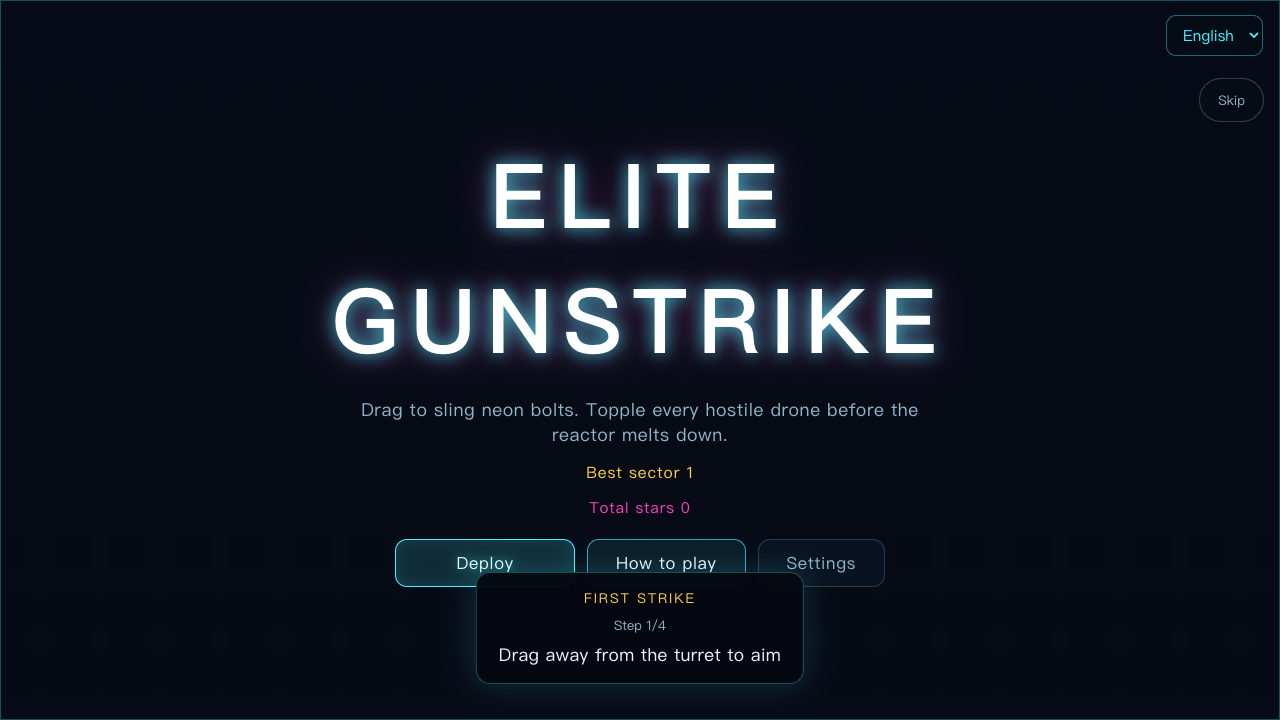 English
Skip
ELITE
GUNSTRIKE
Drag to sling neon bolts. Topple every hostile drone before the
reactor melts down.
Best sector 1
Total stars 0
Deploy
How to play
Settings
FIRST STRIKE
Step 1/4
Drag away from the turret to aim